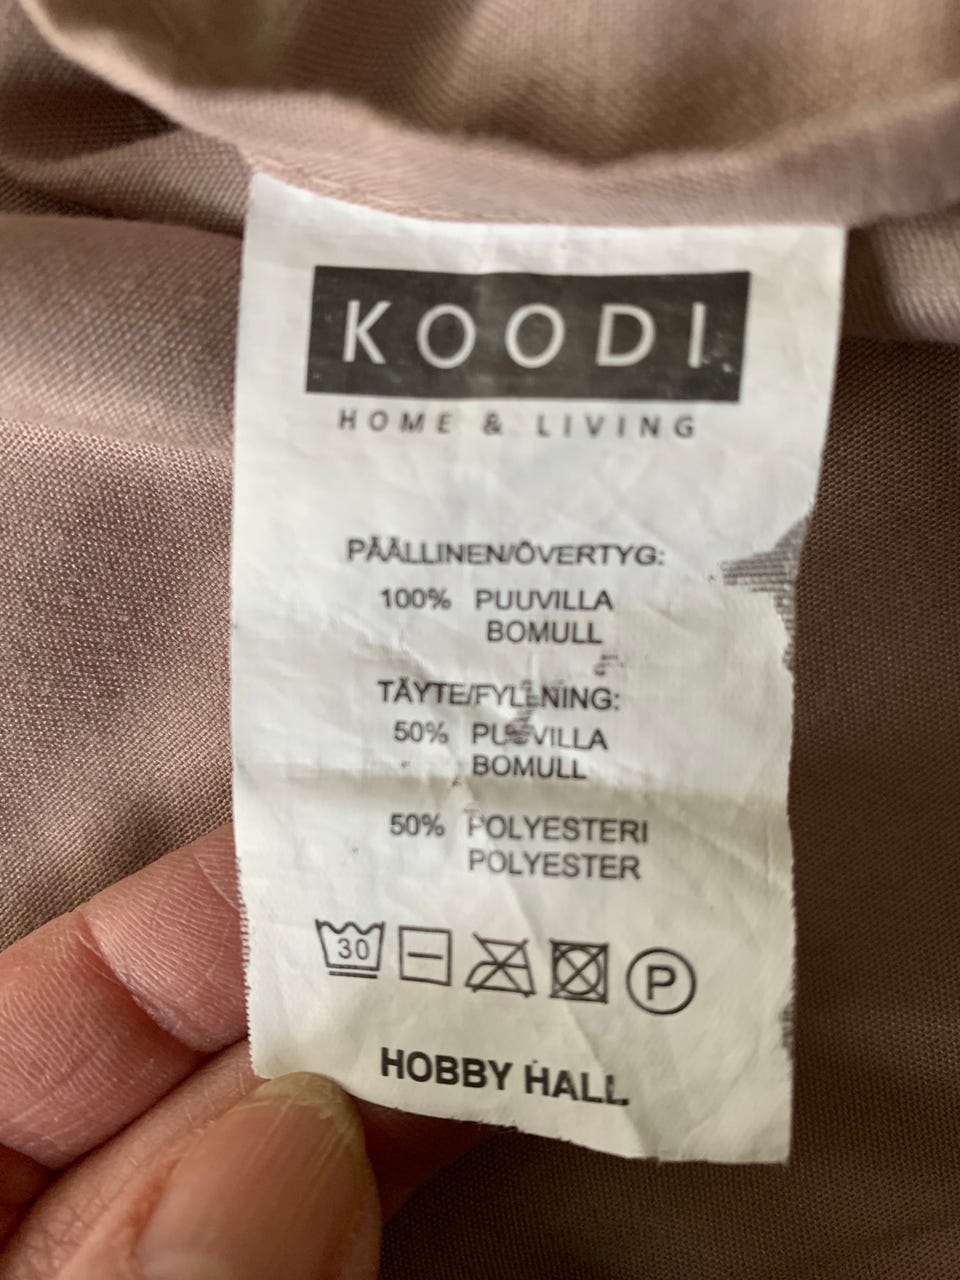 KOODI
HOME & LIVING
PÄÄLLINEN/ÖVERTYG:
100% PUUVILLA
BOMULL
TÄYTE/FYLLNING:
50% PUUVILLA
BOMULL
50% POLYESTERI
POLYESTER
30 P
HOBBY HALL